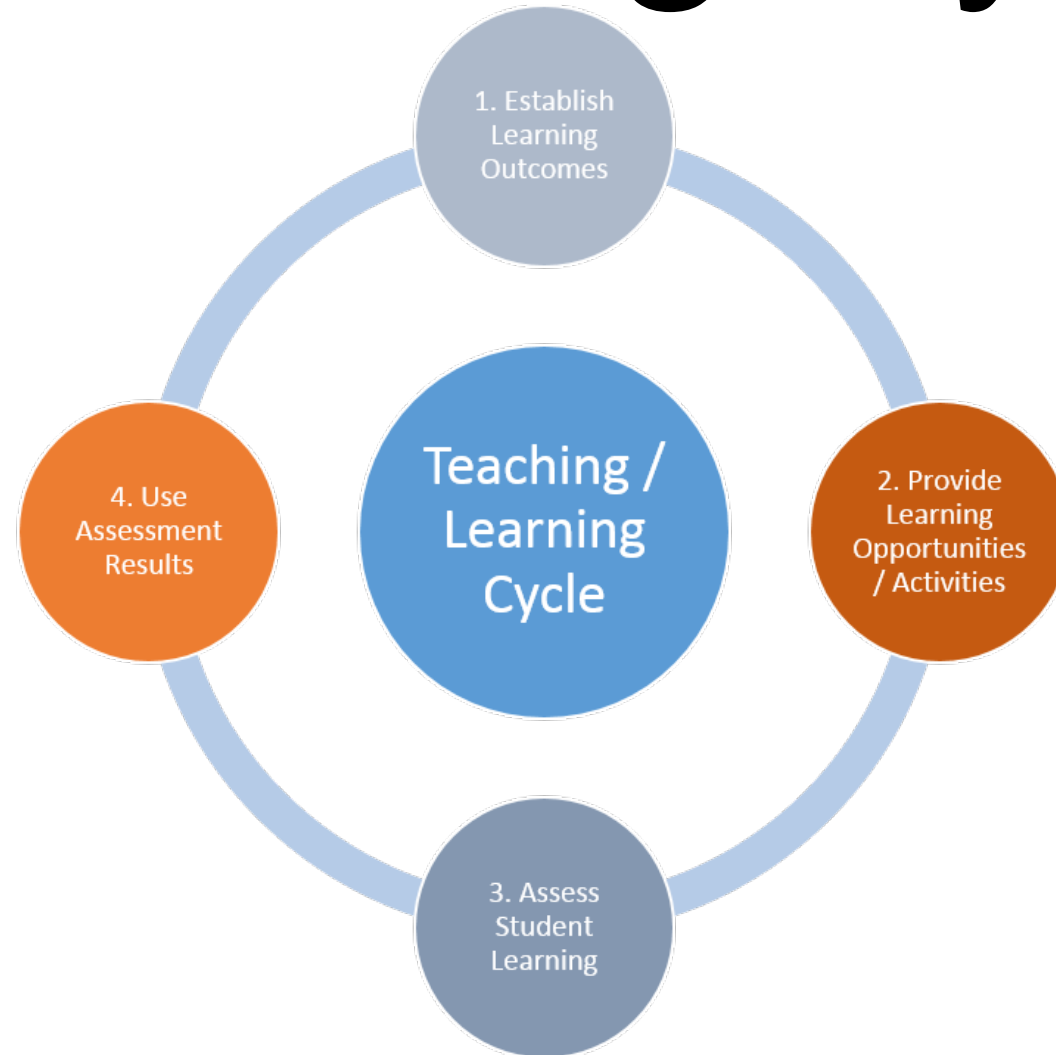 1. Establish
Learning
Outcomes
2. Provide
Learning
Opportunities
/ Activities
3. Assess
Student
Learning
4. Use
Assessment
Results
Teaching /
Learning
Cycle